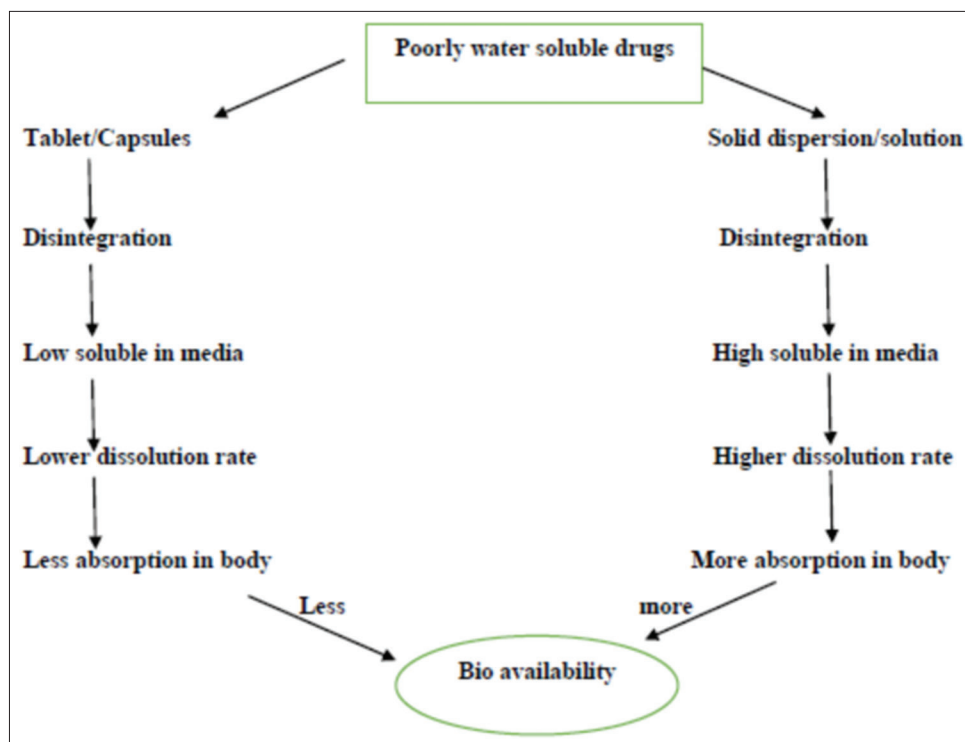 Poorly water soluble drugs
Tablet/Capsules
Solid dispersion/solution
Disintegration
Disintegration
Low soluble in media
High soluble in media
Lower dissolution rate
Higher dissolution rate
Less absorption in body
More absorption in body
Less
more
Bio availability